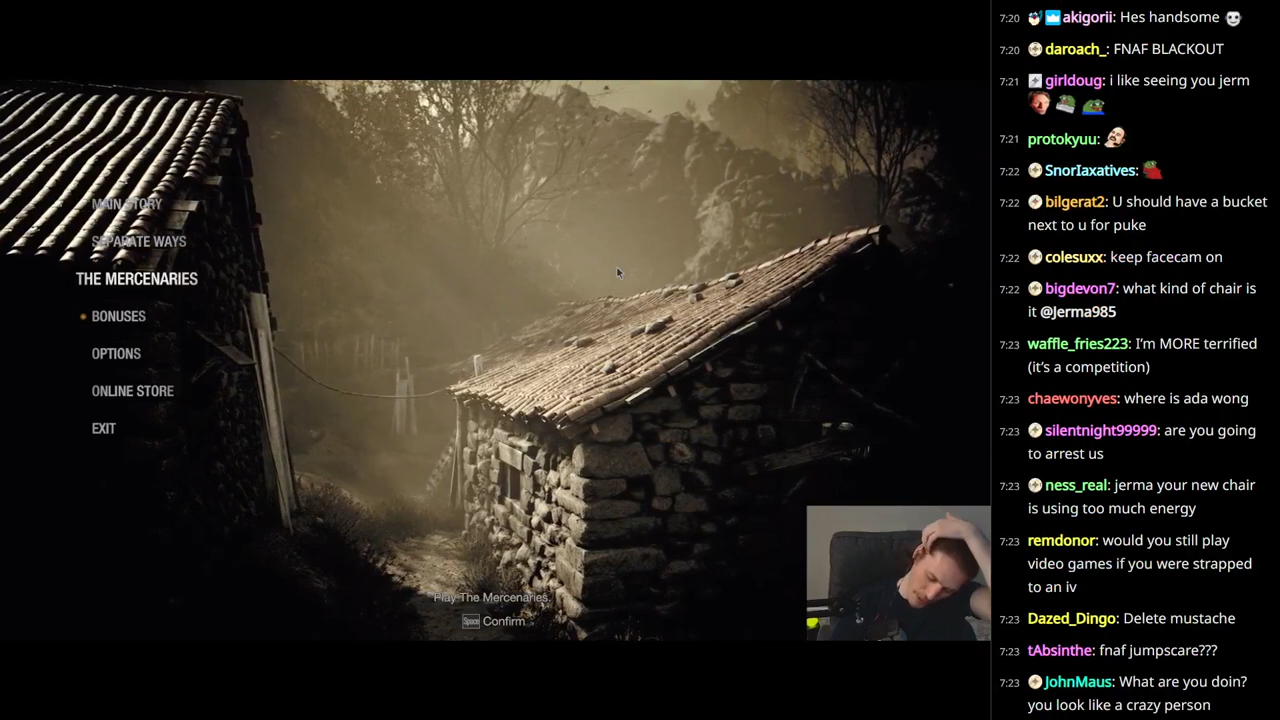 MAIN STORY
SEPARATE WAYS
THE MERCENARIES
BONUSES
OPTIONS
ONLINE STORE
EXIT
Play The Mercenaries.
Space Confirm
7:20 akigorii: Hes handsome
7:20 daroach_: FNAF BLACKOUT
7:21 girldoug: i like seeing you jerm
7:21 protokyuu:
7:22 SnorIaxatives:
7:22 bilgerat2: U should have a bucket
next to u for puke
7:22 colesuxx: keep facecam on
7:22 bigdevon7: what kind of chair is
it @Jerma985
7:23 waffle_fries223: I’m MORE terrified
(it’s a competition)
7:23 chaewonyves: where is ada wong
7:23 silentnight99999: are you going
to arrest us
7:23 ness_real: jerma your new chair
is using too much energy
7:23 remdonor: would you still play
video games if you were strapped
to an iv
7:23 Dazed_Dingo: Delete mustache
7:23 tAbsinthe: fnaf jumpscare???
7:23 JohnMaus: What are you doin?
you look like a crazy person